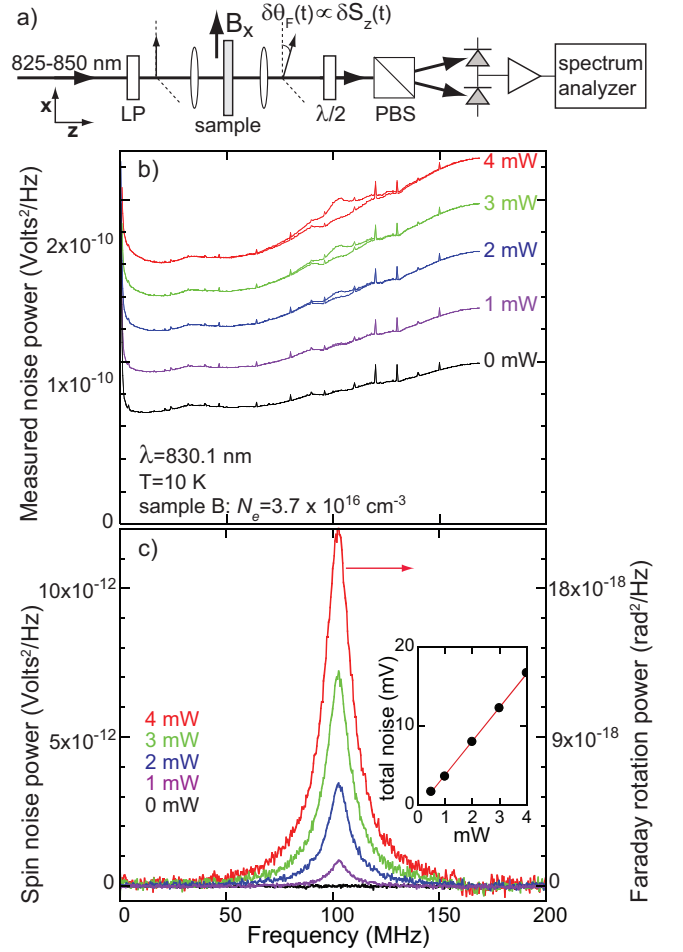 a)
B_x
δθ_F(t)∝δS_z(t)
825-850 nm
x
z
LP
sample
λ/2
PBS
spectrum
analyzer
b)
Measured noise power (Volts²/Hz)
2x10⁻¹⁰
1x10⁻¹⁰
0
4 mW
3 mW
2 mW
1 mW
0 mW
λ=830.1 nm
T=10 K
sample B: N_e=3.7 x 10¹⁶ cm⁻³
c)
Spin noise power (Volts²/Hz)
10x10⁻¹²
5x10⁻¹²
0
4 mW
3 mW
2 mW
1 mW
0 mW
total noise (mV)
20
10
0
0 1 2 3 4
mW
18x10⁻¹⁸
9x10⁻¹⁸
0
Faraday rotation power (rad²/Hz)
0 50 100 150 200
Frequency (MHz)